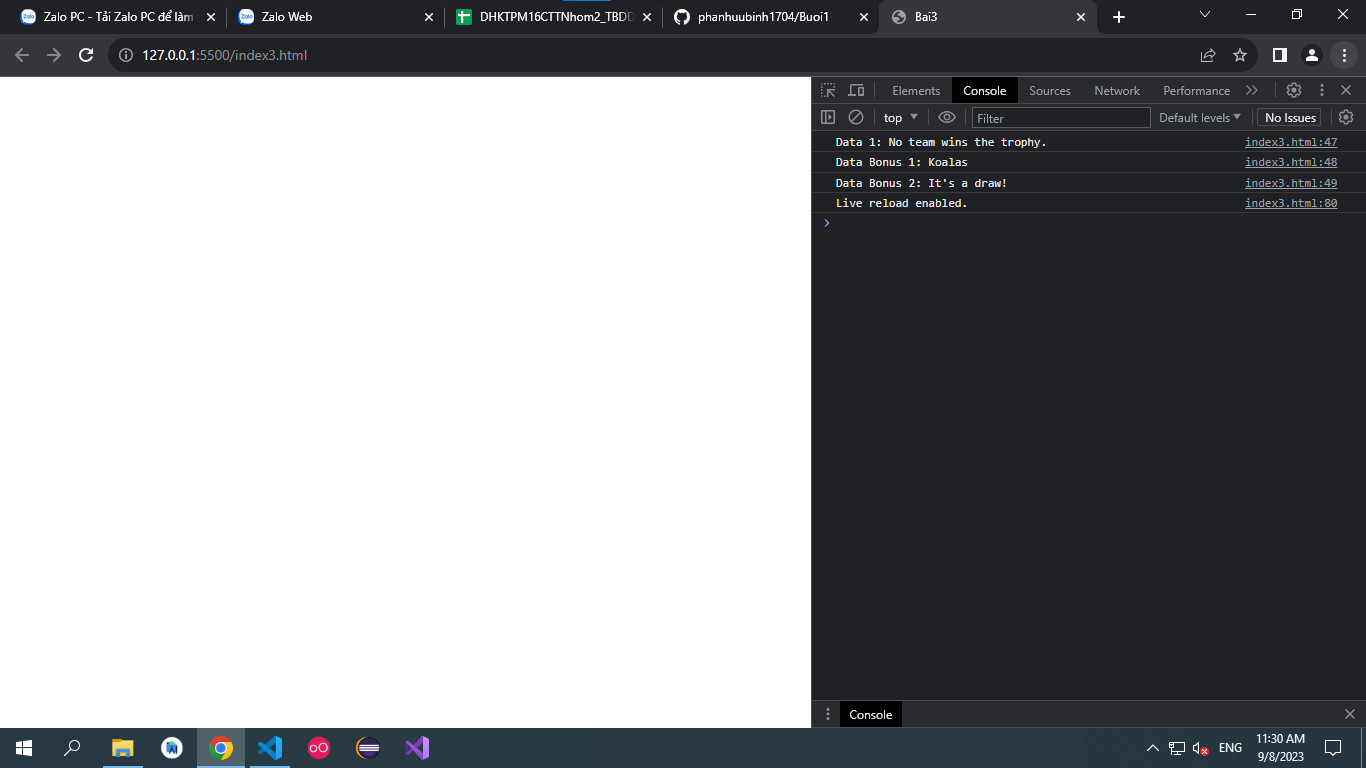 Zalo PC - Tải Zalo PC để làm
Zalo Web
DHKTPM16CTTNhom2_TBDD
phanhuubinh1704/Buoi1
Bai3
127.0.0.1:5500/index3.html
Elements Console Sources Network Performance
top Filter Default levels No Issues
Data 1: No team wins the trophy. index3.html:47
Data Bonus 1: Koalas index3.html:48
Data Bonus 2: It's a draw! index3.html:49
Live reload enabled. index3.html:80
Console
ENG
11:30 AM
9/8/2023